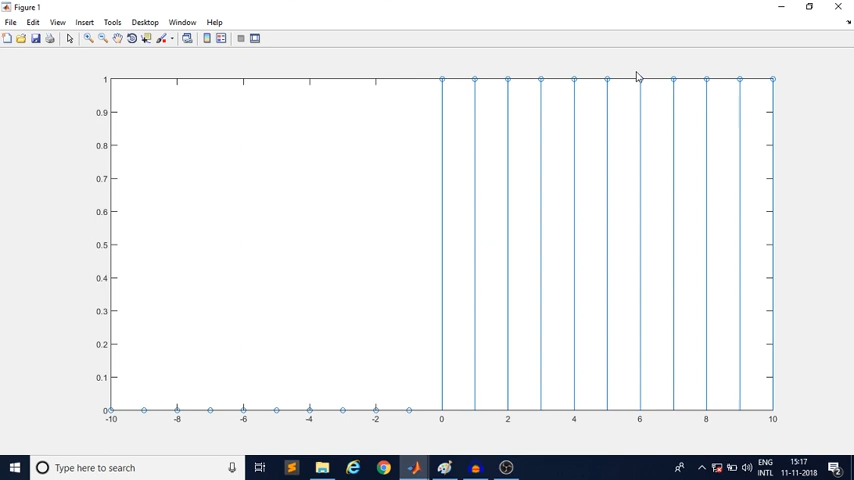 Figure 1
File Edit View Insert Tools Desktop Window Help
1
0.9
0.8
0.7
0.6
0.5
0.4
0.3
0.2
0.1
0
-10 -8 -6 -4 -2 0 2 4 6 8 10
Type here to search
ENG 15:17
INTL 11-11-2018
2